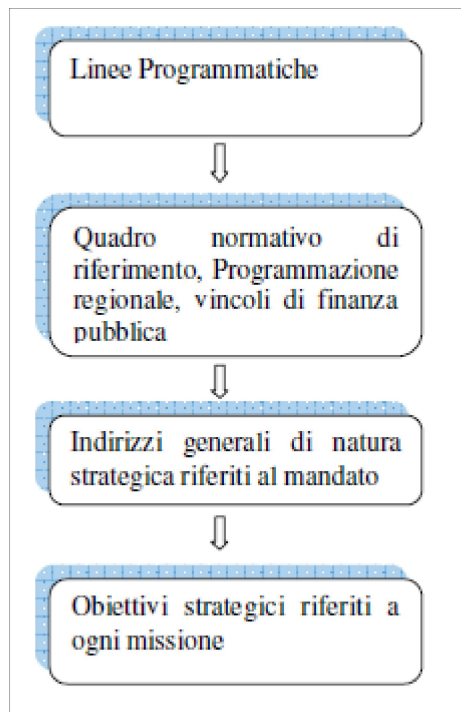 Linee Programmatiche
Quadro normativo di
riferimento, Programmazione
regionale, vincoli di finanza
pubblica
Indirizzi generali di natura
strategica riferiti al mandato
Obiettivi strategici riferiti a
ogni missione